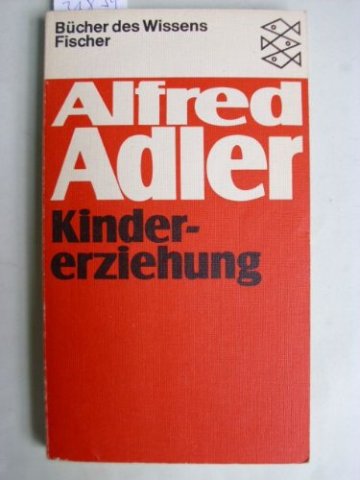 Bücher des Wissens
Fischer
Alfred
Adler
Kinder-
erziehung